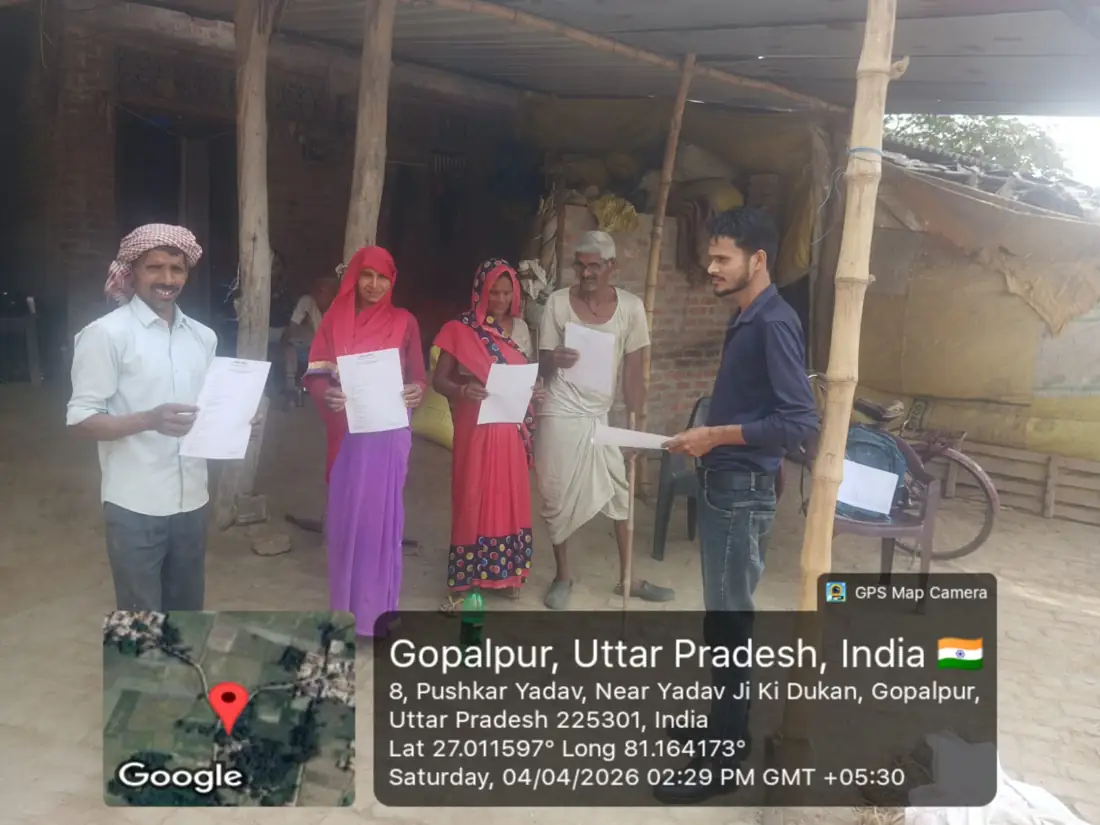 GPS Map Camera
Gopalpur, Uttar Pradesh, India
8, Pushkar Yadav, Near Yadav Ji Ki Dukan, Gopalpur,
Uttar Pradesh 225301, India
Lat 27.011597° Long 81.164173°
Saturday, 04/04/2026 02:29 PM GMT +05:30
Google